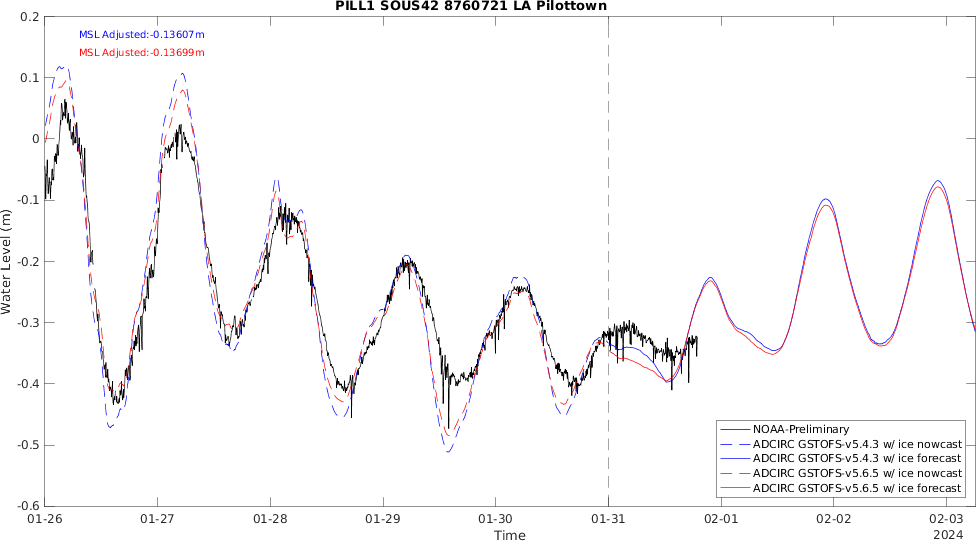 PILL1 SOUS42 8760721 LA Pilottown
MSL Adjusted:-0.13607m
MSL Adjusted:-0.13699m
Water Level (m)
0.2
0.1
0
-0.1
-0.2
-0.3
-0.4
-0.5
-0.6
NOAA-Preliminary
ADCIRC GSTOFS-v5.4.3 w/ ice nowcast
ADCIRC GSTOFS-v5.4.3 w/ ice forecast
ADCIRC GSTOFS-v5.6.5 w/ ice nowcast
ADCIRC GSTOFS-v5.6.5 w/ ice forecast
01-26 01-27 01-28 01-29 01-30 01-31 02-01 02-02 02-03
Time
2024